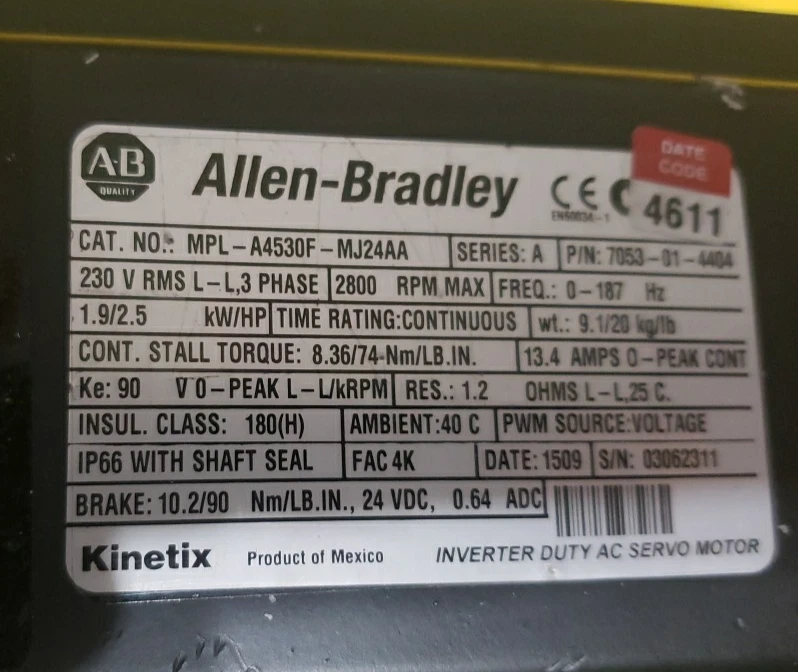 A·B
QUALITY
Allen-Bradley
CE
EN60034-1
DATE
CODE
4611
CAT. NO.: MPL-A4530F-MJ24AA SERIES: A P/N: 7053-01-4404
230 V RMS L-L,3 PHASE 2800 RPM MAX FREQ.: 0-187 Hz
1.9/2.5 kW/HP TIME RATING:CONTINUOUS wt.: 9.1/20 kg/lb
CONT. STALL TORQUE: 8.36/74-Nm/LB.IN. 13.4 AMPS 0-PEAK CONT
Ke: 90 V 0-PEAK L-L/kRPM RES.: 1.2 OHMS L-L,25 C.
INSUL. CLASS: 180(H) AMBIENT:40 C PWM SOURCE:VOLTAGE
IP66 WITH SHAFT SEAL FAC 4K DATE: 1509 S/N: 03062311
BRAKE: 10.2/90 Nm/LB.IN., 24 VDC, 0.64 ADC
Kinetix Product of Mexico INVERTER DUTY AC SERVO MOTOR